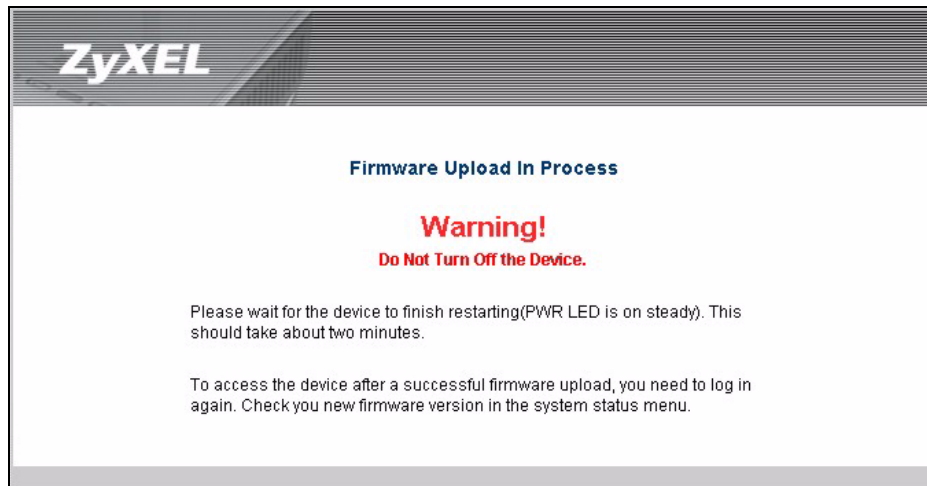 ZyXEL
Firmware Upload In Process
Warning!
Do Not Turn Off the Device.
Please wait for the device to finish restarting(PWR LED is on steady). This
should take about two minutes.
To access the device after a successful firmware upload, you need to log in
again. Check you new firmware version in the system status menu.